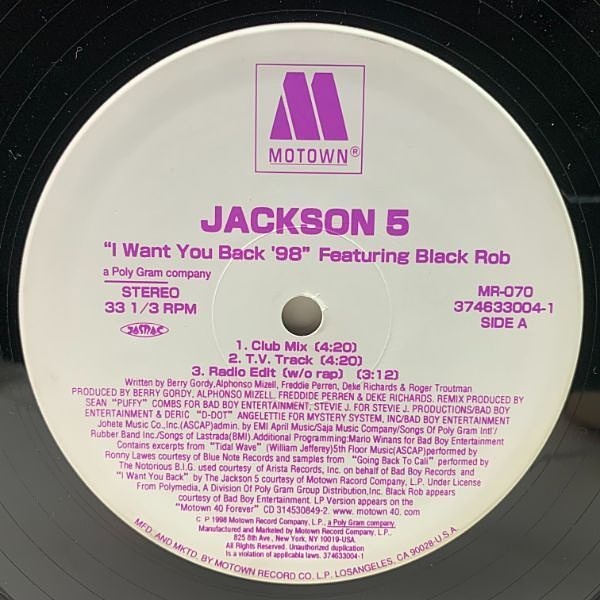 MOTOWN®
JACKSON 5
"I Want You Back '98" Featuring Black Rob
a Poly Gram company
STEREO
33 1/3 RPM
MR-070
374633004-1
SIDE A
JASRAC
1. Club Mix (4:20)
2. T.V. Track (4:20)
3. Radio Edit (w/o rap) (3:12)
Written by Berry Gordy,Alphonso Mizell, Freddie Perren, Deke Richards & Roger Troutman
PRODUCED BY BERRY GORDY, ALPHONSO MIZELL, FREDDIDE PERREN & DEKE RICHARDS. REMIX PRODUCED BY
SEAN "PUFFY" COMBS FOR BAD BOY ENTERTAINMENT, STEVIE J. FOR STEVIE J. PRODUCTIONS/BAD BOY
ENTERTAINMENT & DERIC "D-DOT" ANGELETTIE FOR MYSTERY SYSTEM, INC/BAD BOY ENTERTAINMENT
Johete Music Co., Inc.(ASCAP)admin. by EMI April Music/Saja Music Company/Songs Of Poly Gram Intl'/
Rubber Band Inc./Songs of Lastrada(BMI).Additional Programming:Mario Winans for Bad Boy Entertainment
Contains excerpts from "Tidal Wave" (William Jefferey)5th Floor Music(ASCAP)performed by
Ronny Lawes courtesy of Blue Note Records and samples from "Going Back To Cali" performed by
The Notorious B.I.G. used courtesy of Arista Records, Inc. on behalf of Bad Boy Records and
"I Want You Back" by The Jackson 5 courtesy of Motown Racord Company, L.P. Under License
From Polymedia, A Division Of Poly Gram Group Distribution,Inc. Black Rob appears
courtesy of Bad Boy Entertainment. LP Version appears on the
"Motown 40 Forever" CD 314530849-2. www. motown 40. com
© P 1998 Motown Record Company, L.P., a Poly Gram company.
Manufactured and Marketed by Motown Record Company, L.P.
825 8th Ave., New York, NY 10019-USA.
All Rights Reserved. Unauthorized duplication
Is a violation of applicabla laws. 374633004-1
MFD. AND MKTD. BY MOTOWN RECORD CO. L.P. LOSANGELES, CA 90028-U.S.A.